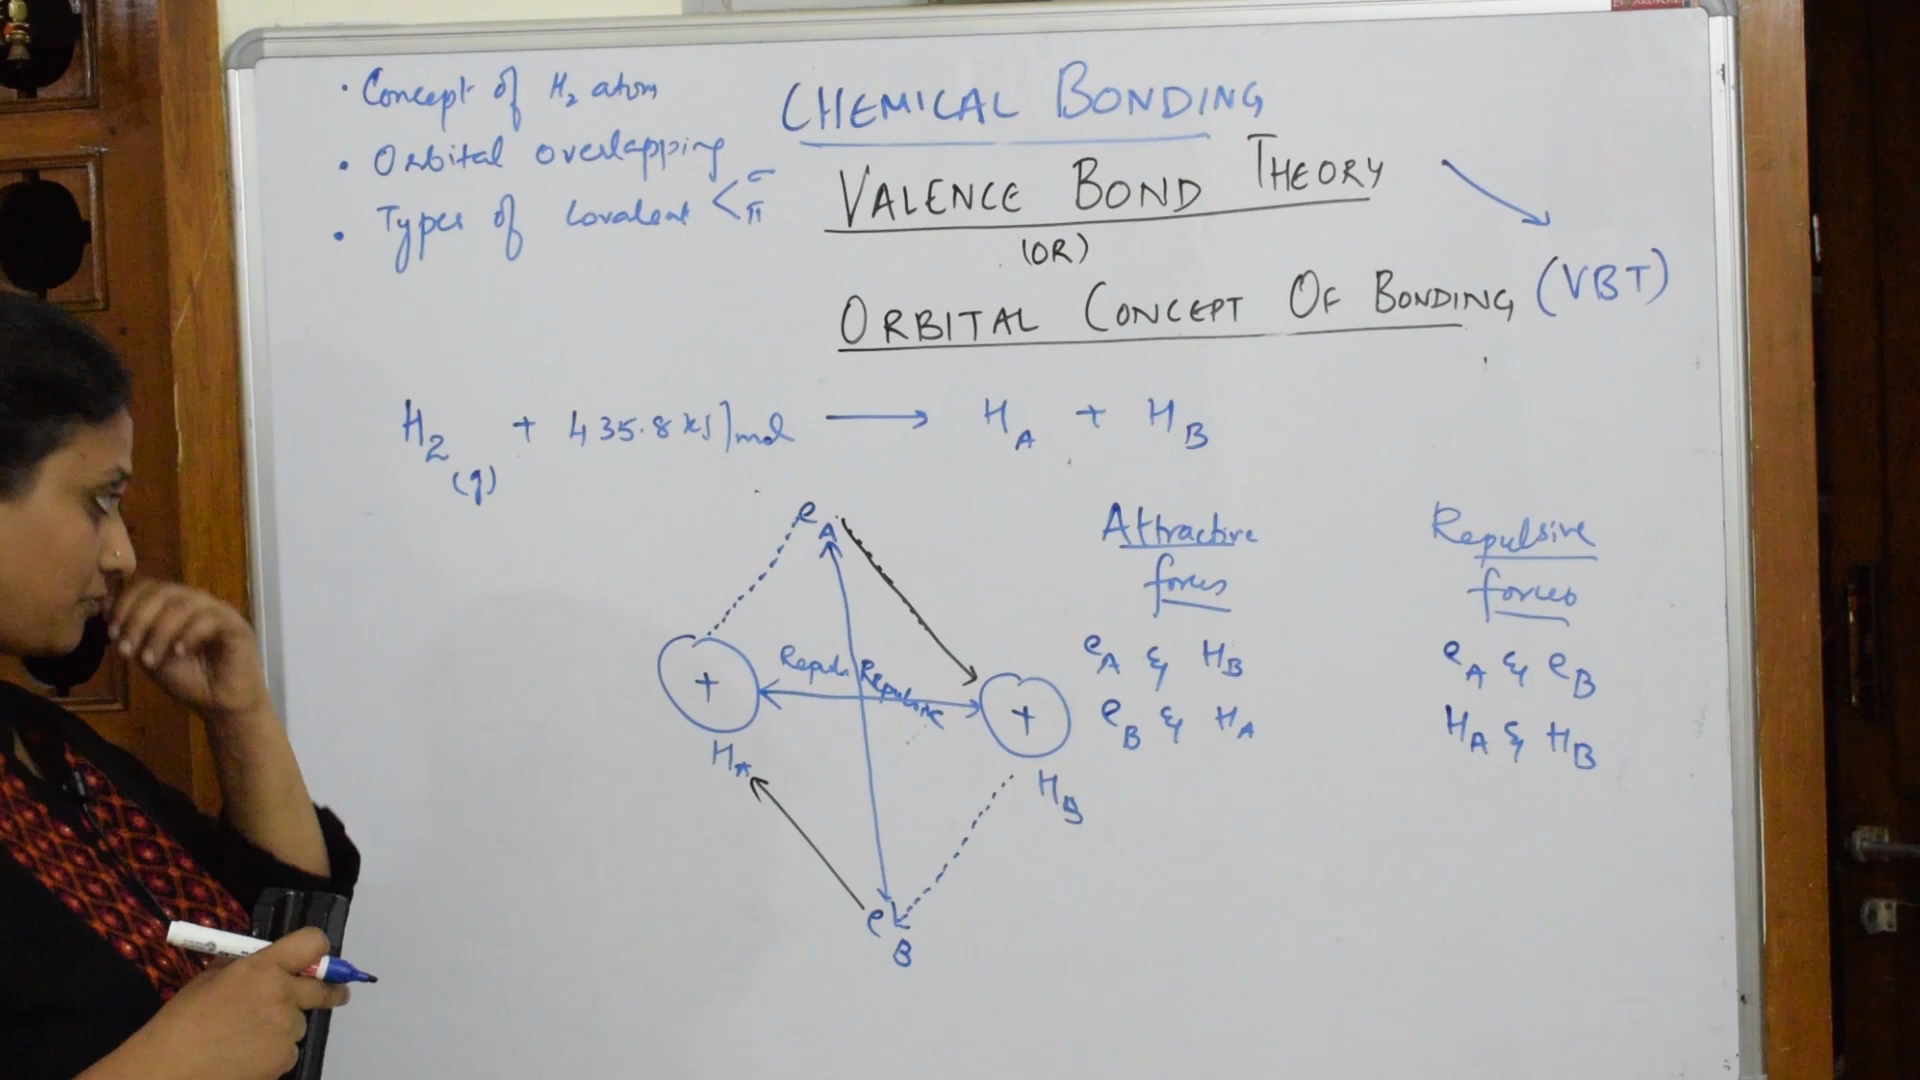 · Concept of H₂ atom
· Orbital overlapping
· Types of Covalent < σ π
CHEMICAL BONDING
VALENCE BOND THEORY
(OR)
ORBITAL CONCEPT OF BONDING (VBT)
H₂(g) + 435.8 kJ/mol → H_A + H_B
e_A
+
Repul. Repulsive
+
H_A
H_B
e_B
Attractive
forces
e_A & H_B
e_B & H_A
Repulsive
forces
e_A & e_B
H_A & H_B